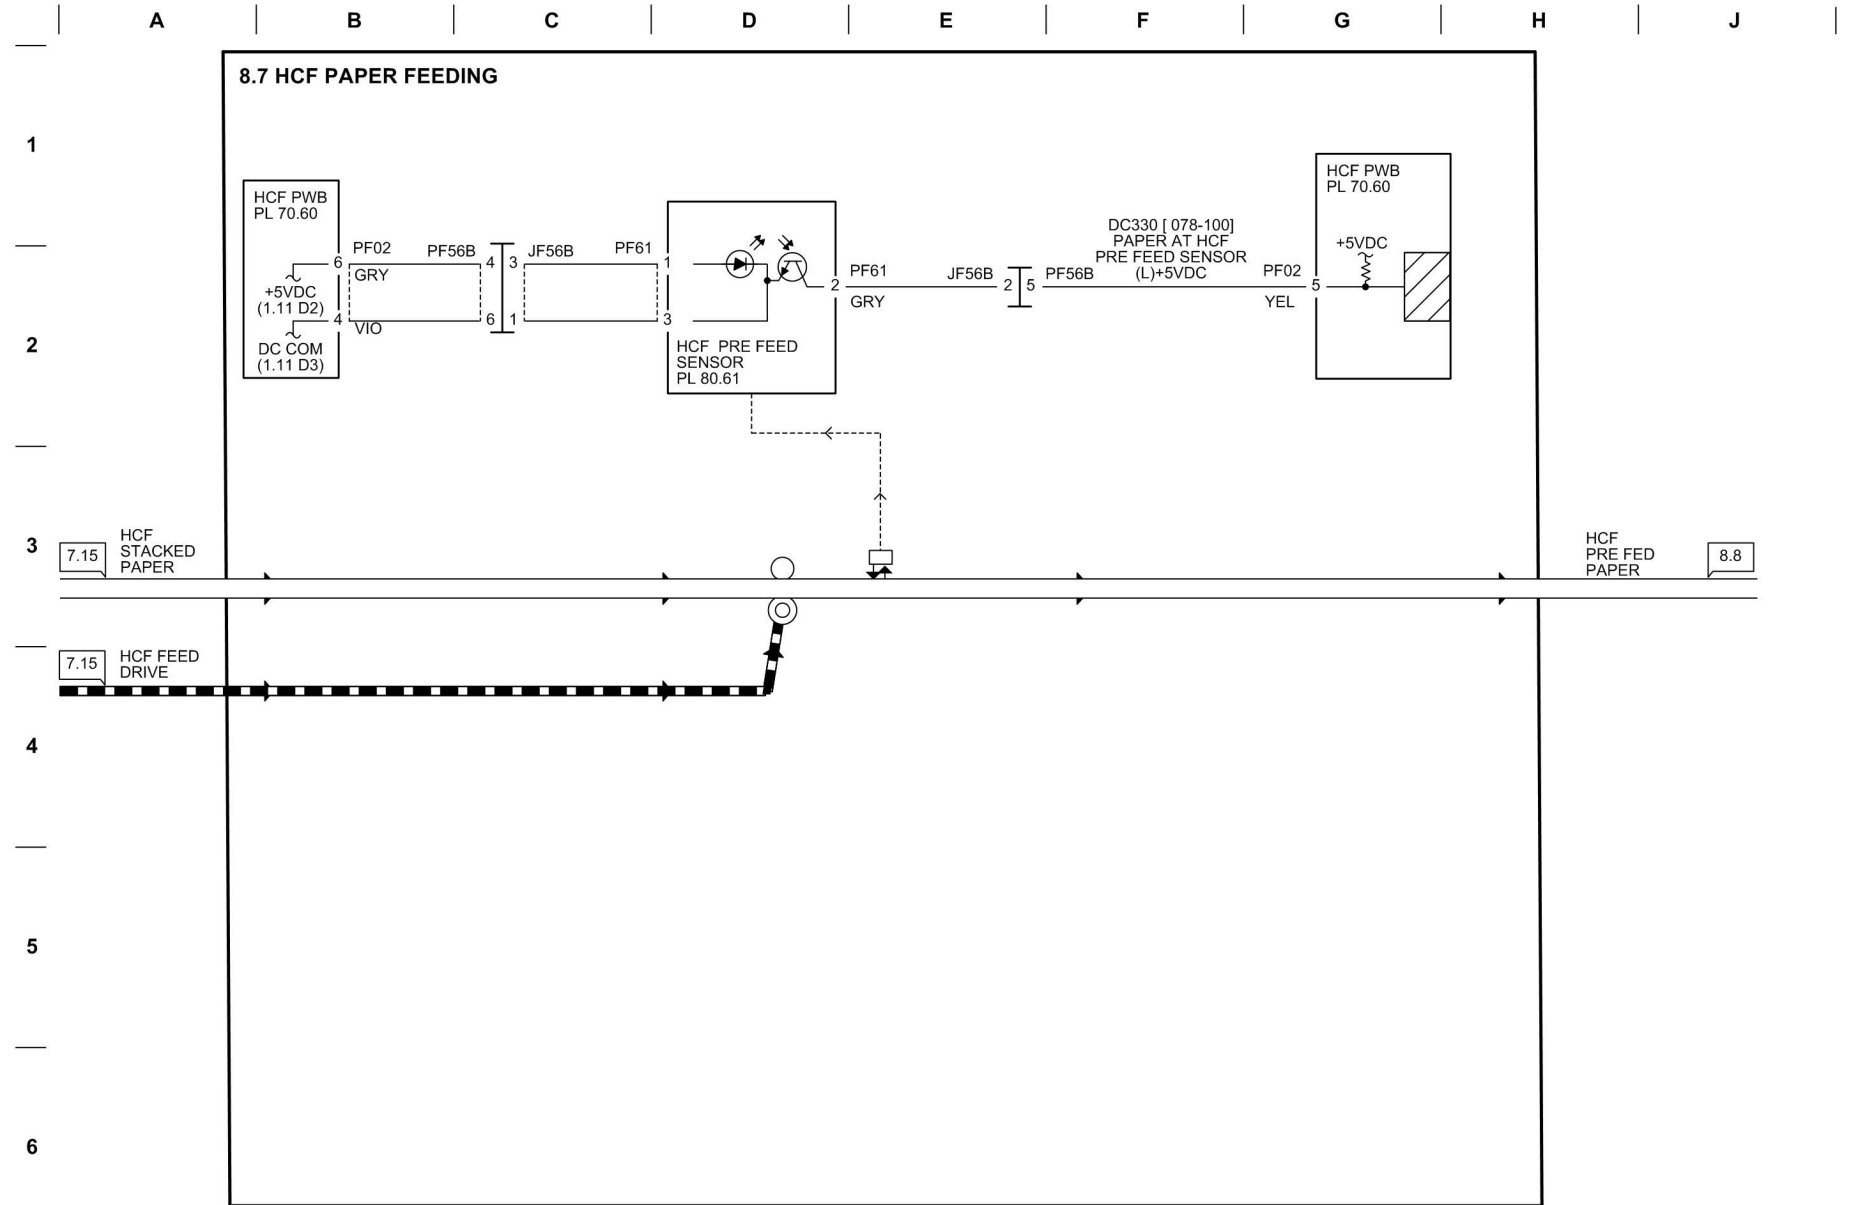 A B C D E F G H J
8.7 HCF PAPER FEEDING
1
HCF PWB
PL 70.60
HCF PWB
PL 70.60
DC330 [ 078-100]
PAPER AT HCF
PRE FEED SENSOR
(L)+5VDC
+5VDC
PF02
PF56B
JF56B
PF61
6
GRY
4
3
1
+5VDC
(1.11 D2)
4
VIO
6
1
3
DC COM
(1.11 D3)
2
PF61
GRY
JF56B
2
5
PF56B
PF02
5
YEL
2
HCF PRE FEED
SENSOR
PL 80.61
3
7.15
HCF
STACKED
PAPER
HCF
PRE FED
PAPER
8.8
7.15
HCF FEED
DRIVE
4
5
6